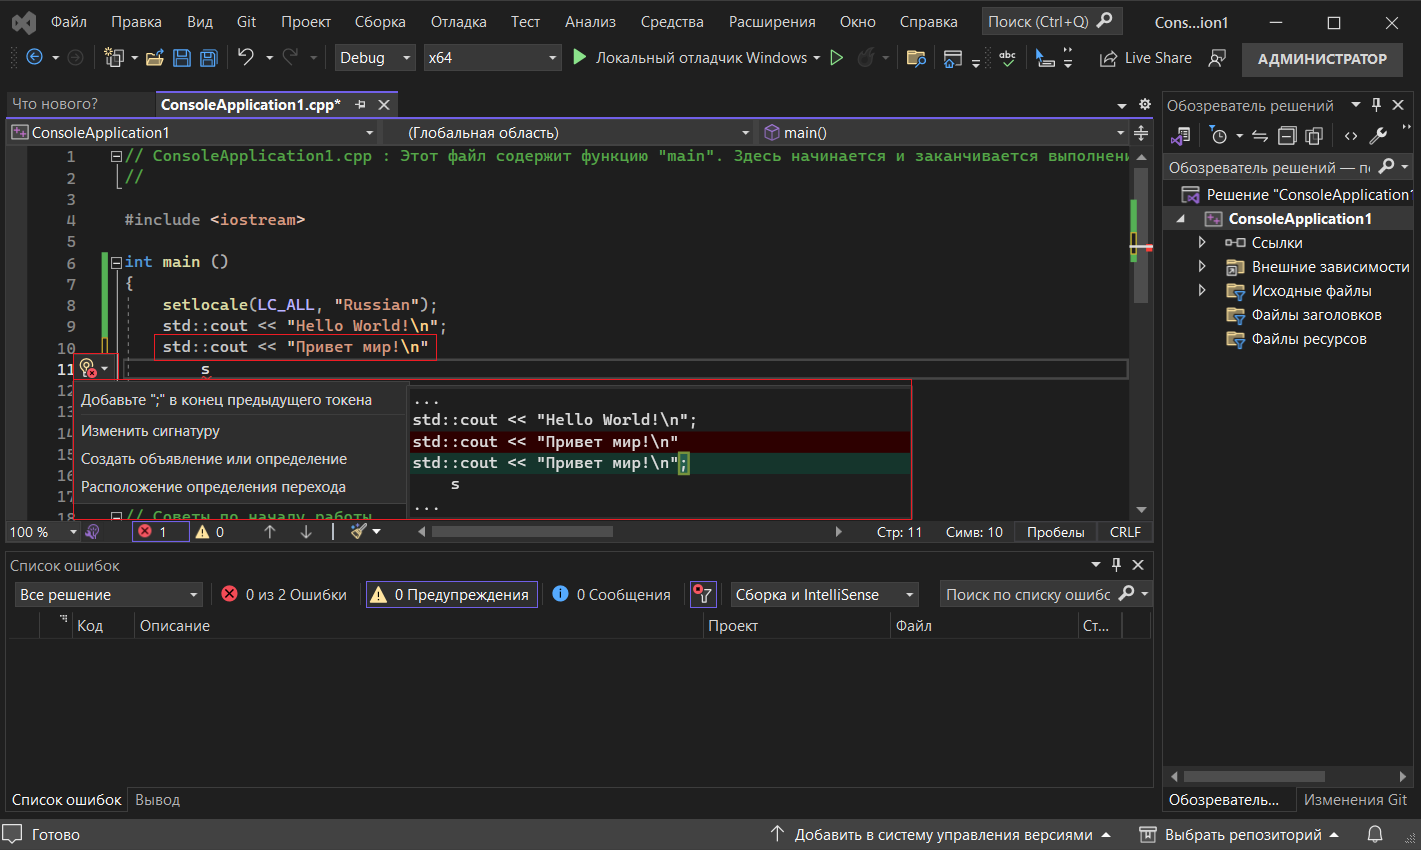 Файл Правка Вид Git Проект Сборка Отладка Тест Анализ Средства Расширения Окно Справка Поиск (Ctrl+Q) Cons...ion1
Debug x64 Локальный отладчик Windows abc Live Share АДМИНИСТРАТОР
Что нового? ConsoleApplication1.cpp*
ConsoleApplication1 (Глобальная область) main()
1 // ConsoleApplication1.cpp : Этот файл содержит функцию "main". Здесь начинается и заканчивается выполнени
2 //
3
4 #include <iostream>
5
6 int main ()
7 {
8 setlocale(LC_ALL, "Russian");
9 std::cout << "Hello World!\n";
10 std::cout << "Привет мир!\n"
11 s
12
13
14
15
16
17
18 // Советы по началу работы
Добавьте ";" в конец предыдущего токена
Изменить сигнатуру
Создать объявление или определение
Расположение определения перехода
...
std::cout << "Hello World!\n";
std::cout << "Привет мир!\n"
std::cout << "Привет мир!\n";
s
...
100 % 1 0 Стр: 11 Симв: 10 Пробелы CRLF
Список ошибок
Все решение 0 из 2 Ошибки 0 Предупреждения 0 Сообщения Сборка и IntelliSense Поиск по списку ошибс
Код Описание Проект Файл Ст...
Список ошибок Вывод
Обозреватель решений
Обозреватель решений — по
Решение "ConsoleApplication1
ConsoleApplication1
Ссылки
Внешние зависимости
Исходные файлы
Файлы заголовков
Файлы ресурсов
Обозреватель... Изменения Git
Готово Добавить в систему управления версиями Выбрать репозиторий